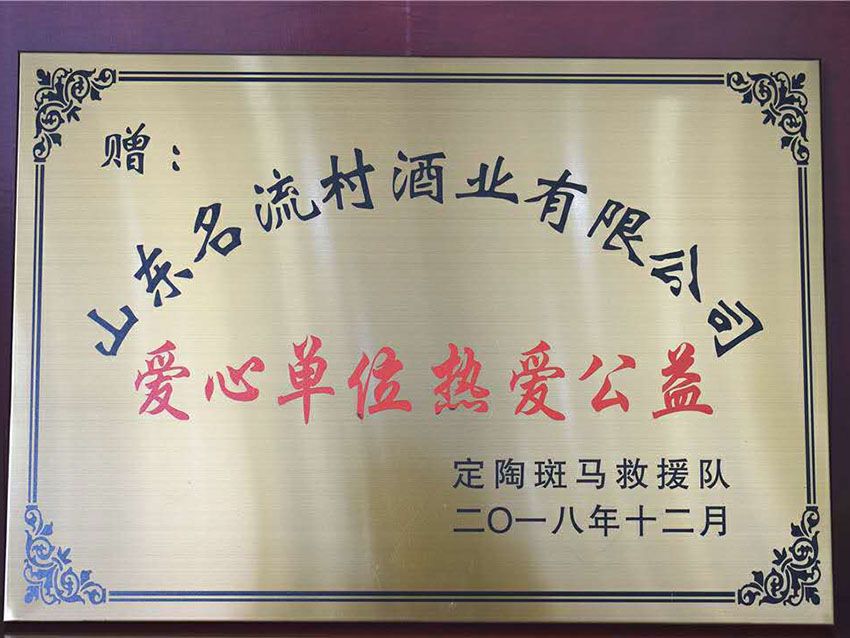 赠：
山东名流村酒业有限公司
爱心单位热爱公益
定陶斑马救援队
二〇一八年十二月